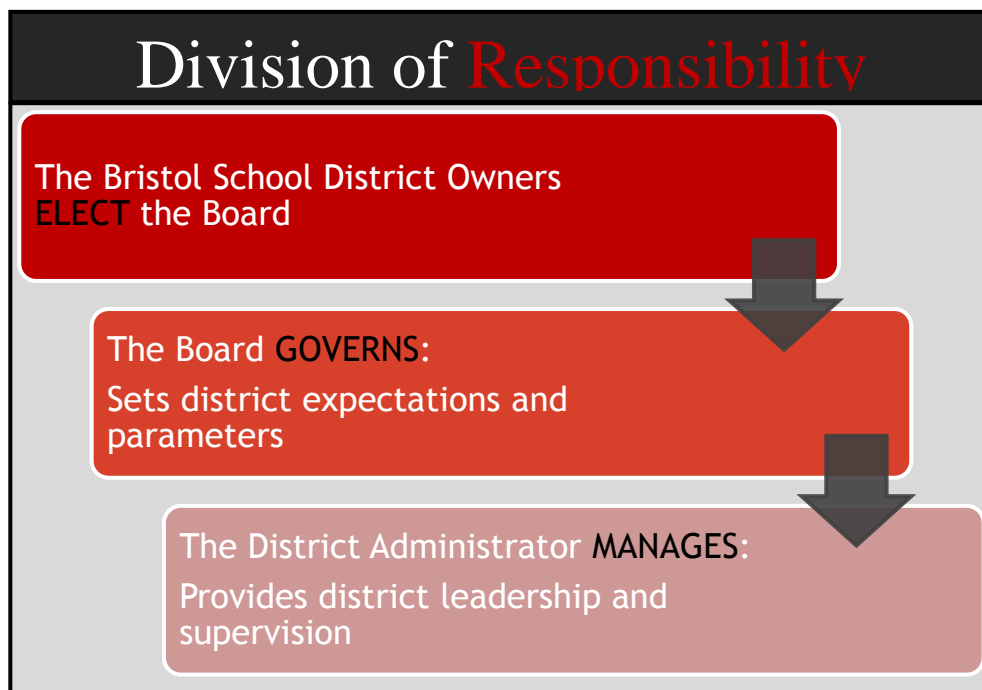 Division of Responsibility
The Bristol School District Owners
ELECT the Board
The Board GOVERNS:
Sets district expectations and
parameters
The District Administrator MANAGES:
Provides district leadership and
supervision